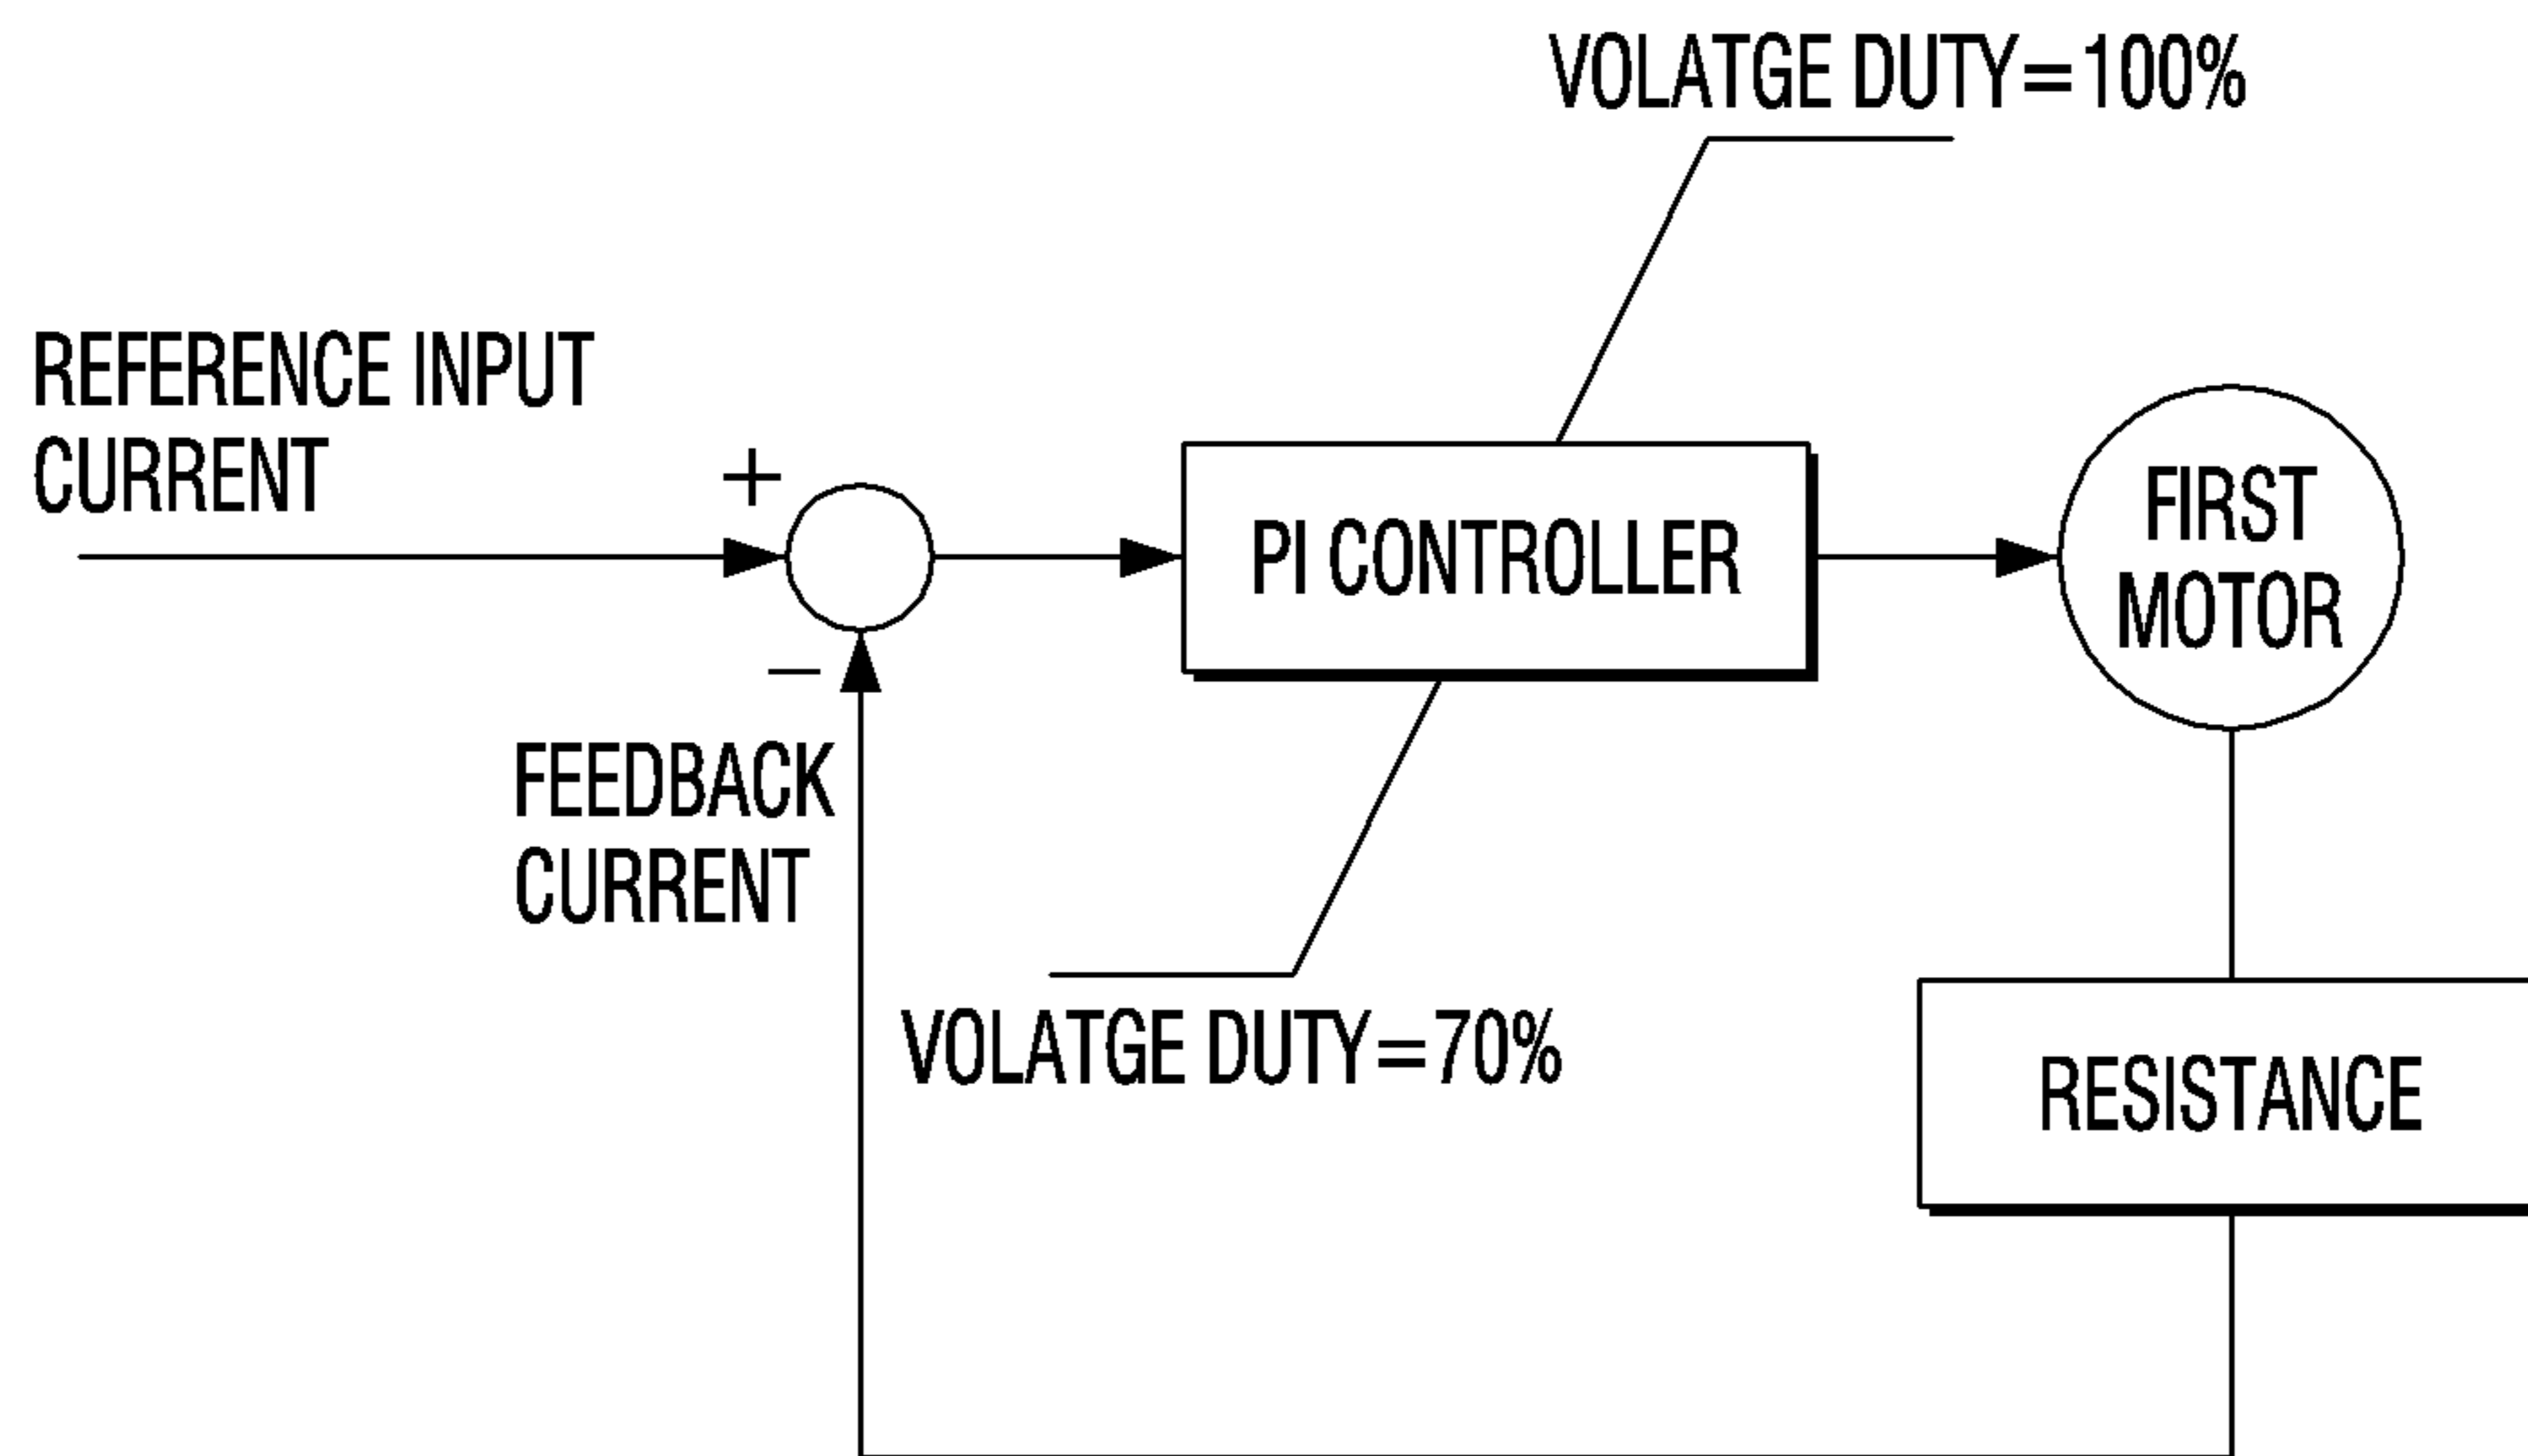 VOLATGE DUTY=100%
REFERENCE INPUT
CURRENT
+
PI CONTROLLER
FIRST
MOTOR
−
FEEDBACK
CURRENT
VOLATGE DUTY=70%
RESISTANCE